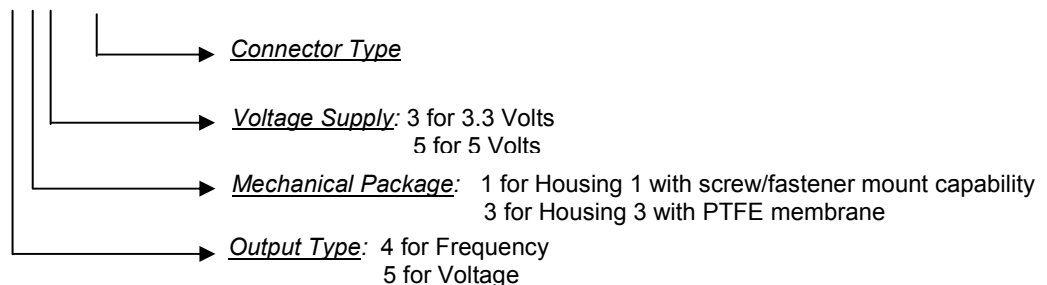 Connector Type
Voltage Supply: 3 for 3.3 Volts
5 for 5 Volts
Mechanical Package: 1 for Housing 1 with screw/fastener mount capability
3 for Housing 3 with PTFE membrane
Output Type: 4 for Frequency
5 for Voltage